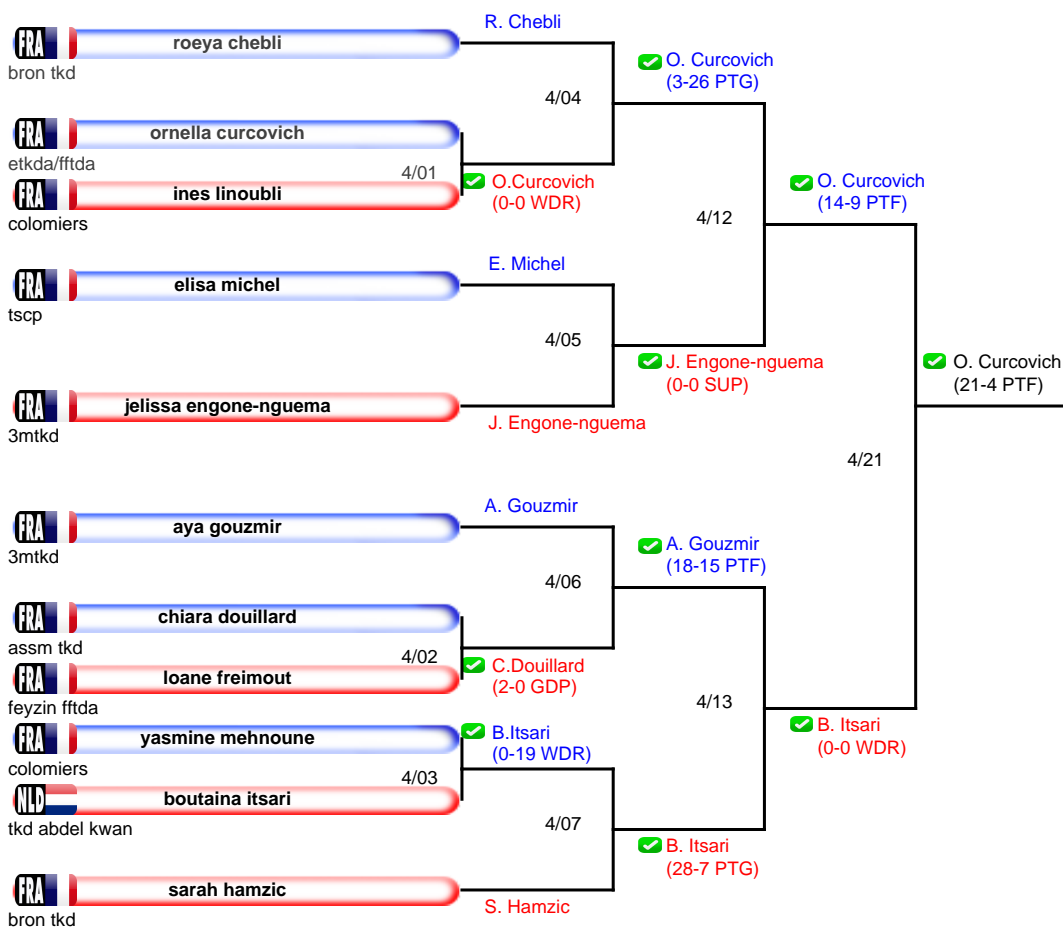 R. Chebli
FRA roeya chebli
bron tkd
O. Curcovich
(3-26 PTG)
4/04
FRA ornella curcovich
etkda/fftda
4/01
O.Curcovich
(0-0 WDR)
FRA ines linoubli
colomiers
O. Curcovich
(14-9 PTF)
4/12
E. Michel
FRA elisa michel
tscp
4/05
J. Engone-nguema
(0-0 SUP)
O. Curcovich
(21-4 PTF)
FRA jelissa engone-nguema
3mtkd
J. Engone-nguema
4/21
A. Gouzmir
FRA aya gouzmir
3mtkd
A. Gouzmir
(18-15 PTF)
4/06
FRA chiara douillard
assm tkd
4/02
C.Douillard
(2-0 GDP)
FRA loane freimout
feyzin fftda
4/13
FRA yasmine mehnoune
colomiers
B.Itsari
(0-19 WDR)
B. Itsari
(0-0 WDR)
4/03
NLD boutaina itsari
tkd abdel kwan
4/07
B. Itsari
(28-7 PTG)
FRA sarah hamzic
bron tkd
S. Hamzic